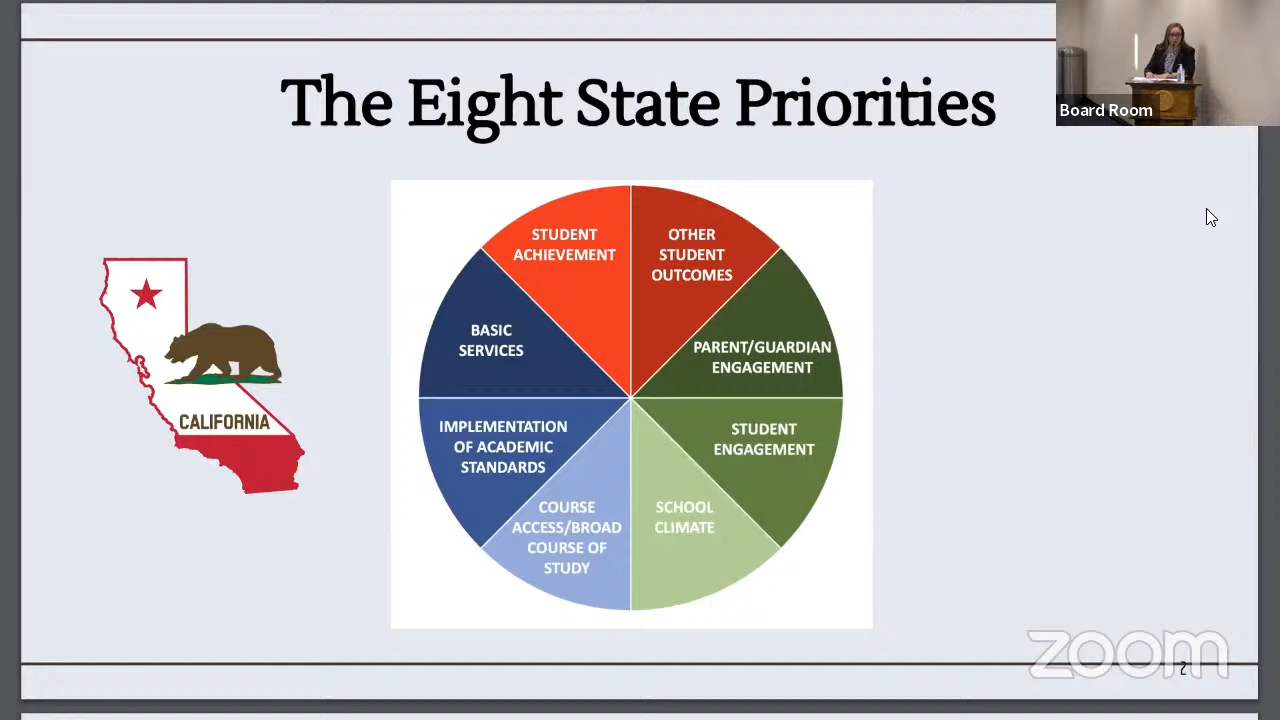 The Eight State Priorities
Board Room
STUDENT
ACHIEVEMENT
OTHER
STUDENT
OUTCOMES
BASIC
SERVICES
PARENT/GUARDIAN
ENGAGEMENT
IMPLEMENTATION
OF ACADEMIC
STANDARDS
STUDENT
ENGAGEMENT
COURSE
ACCESS/BROAD
COURSE OF
STUDY
SCHOOL
CLIMATE
CALIFORNIA
zoom
2